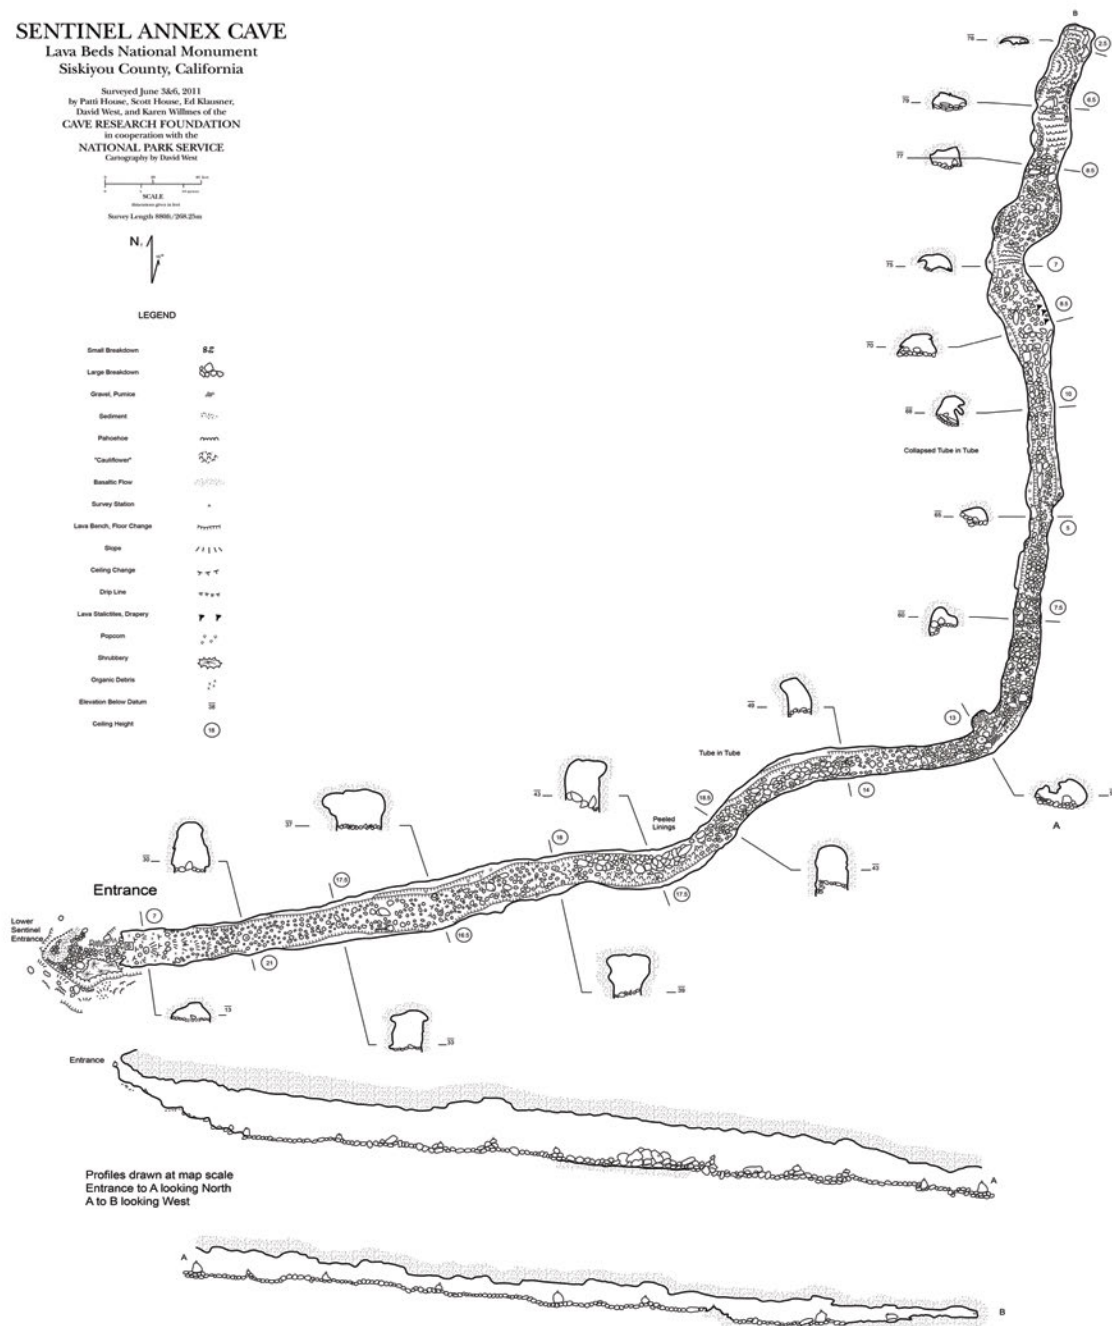 SENTINEL ANNEX CAVE
Lava Beds National Monument
Siskiyou County, California
Surveyed June 3&6, 2011
by Patti House, Scott House, Ed Klausner,
David West, and Karen Willmes of the
CAVE RESEARCH FOUNDATION
in cooperation with the
NATIONAL PARK SERVICE
Cartography by David West
SCALE
Survey Length 880ft./268.25m
N.
LEGEND
Small Breakdown
Large Breakdown
Gravel, Pumice
Sediment
Pahoehoe
"Cauliflower"
Basaltic Flow
Survey Station
Lava Bench, Floor Change
Slope
Ceiling Change
Drip Line
Lava Stalictites, Drapery
Popcorn
Shrubbery
Organic Debris
Elevation Below Datum
Ceiling Height
B
79
2.5
79
6.5
77
8.5
75
7
8.5
70
10
Collapsed Tube in Tube
65
5
60
7.5
49
13
Tube in Tube
14
A
43
16.5
Peeled
Linings
18
17.5
43
37
17.5
16.5
39
30
Entrance
7
21
Lower
Sentinel
Entrance
13
33
Entrance
A
Profiles drawn at map scale
Entrance to A looking North
A to B looking West
A
B